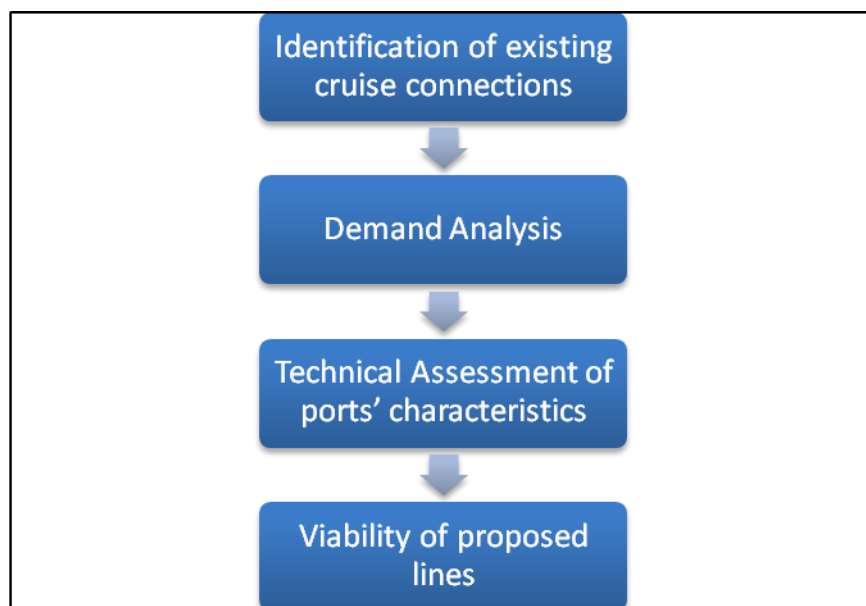 Identification of existing
cruise connections
Demand Analysis
Technical Assessment of
ports’ characteristics
Viability of proposed
lines